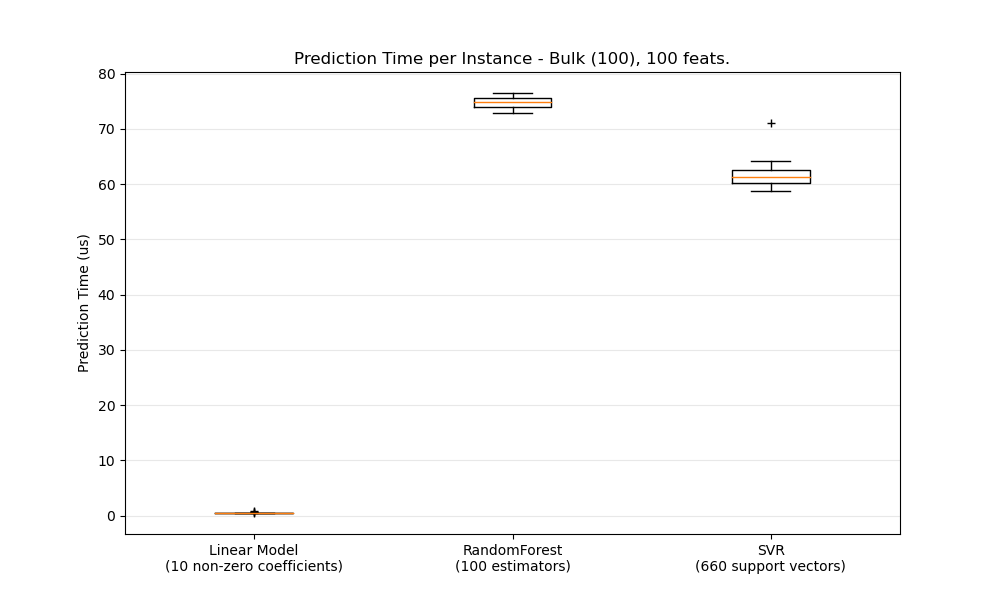 Prediction Time per Instance - Bulk (100), 100 feats.
80
70
60
50
40
30
20
10
0
Prediction Time (us)
Linear Model
(10 non-zero coefficients)
RandomForest
(100 estimators)
SVR
(660 support vectors)